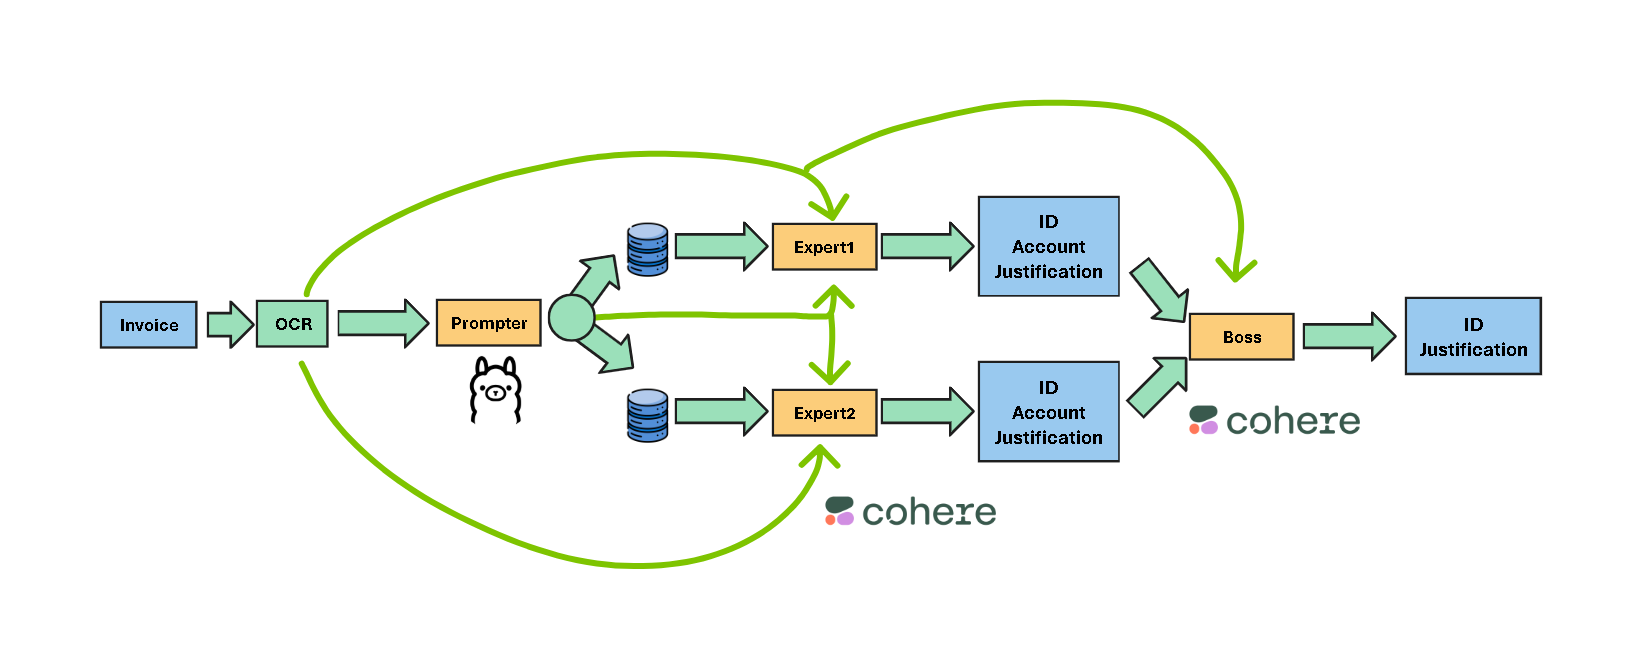 Invoice
OCR
Prompter
Expert1
ID
Account
Justification
Expert2
ID
Account
Justification
cohere
Boss
cohere
ID
Justification